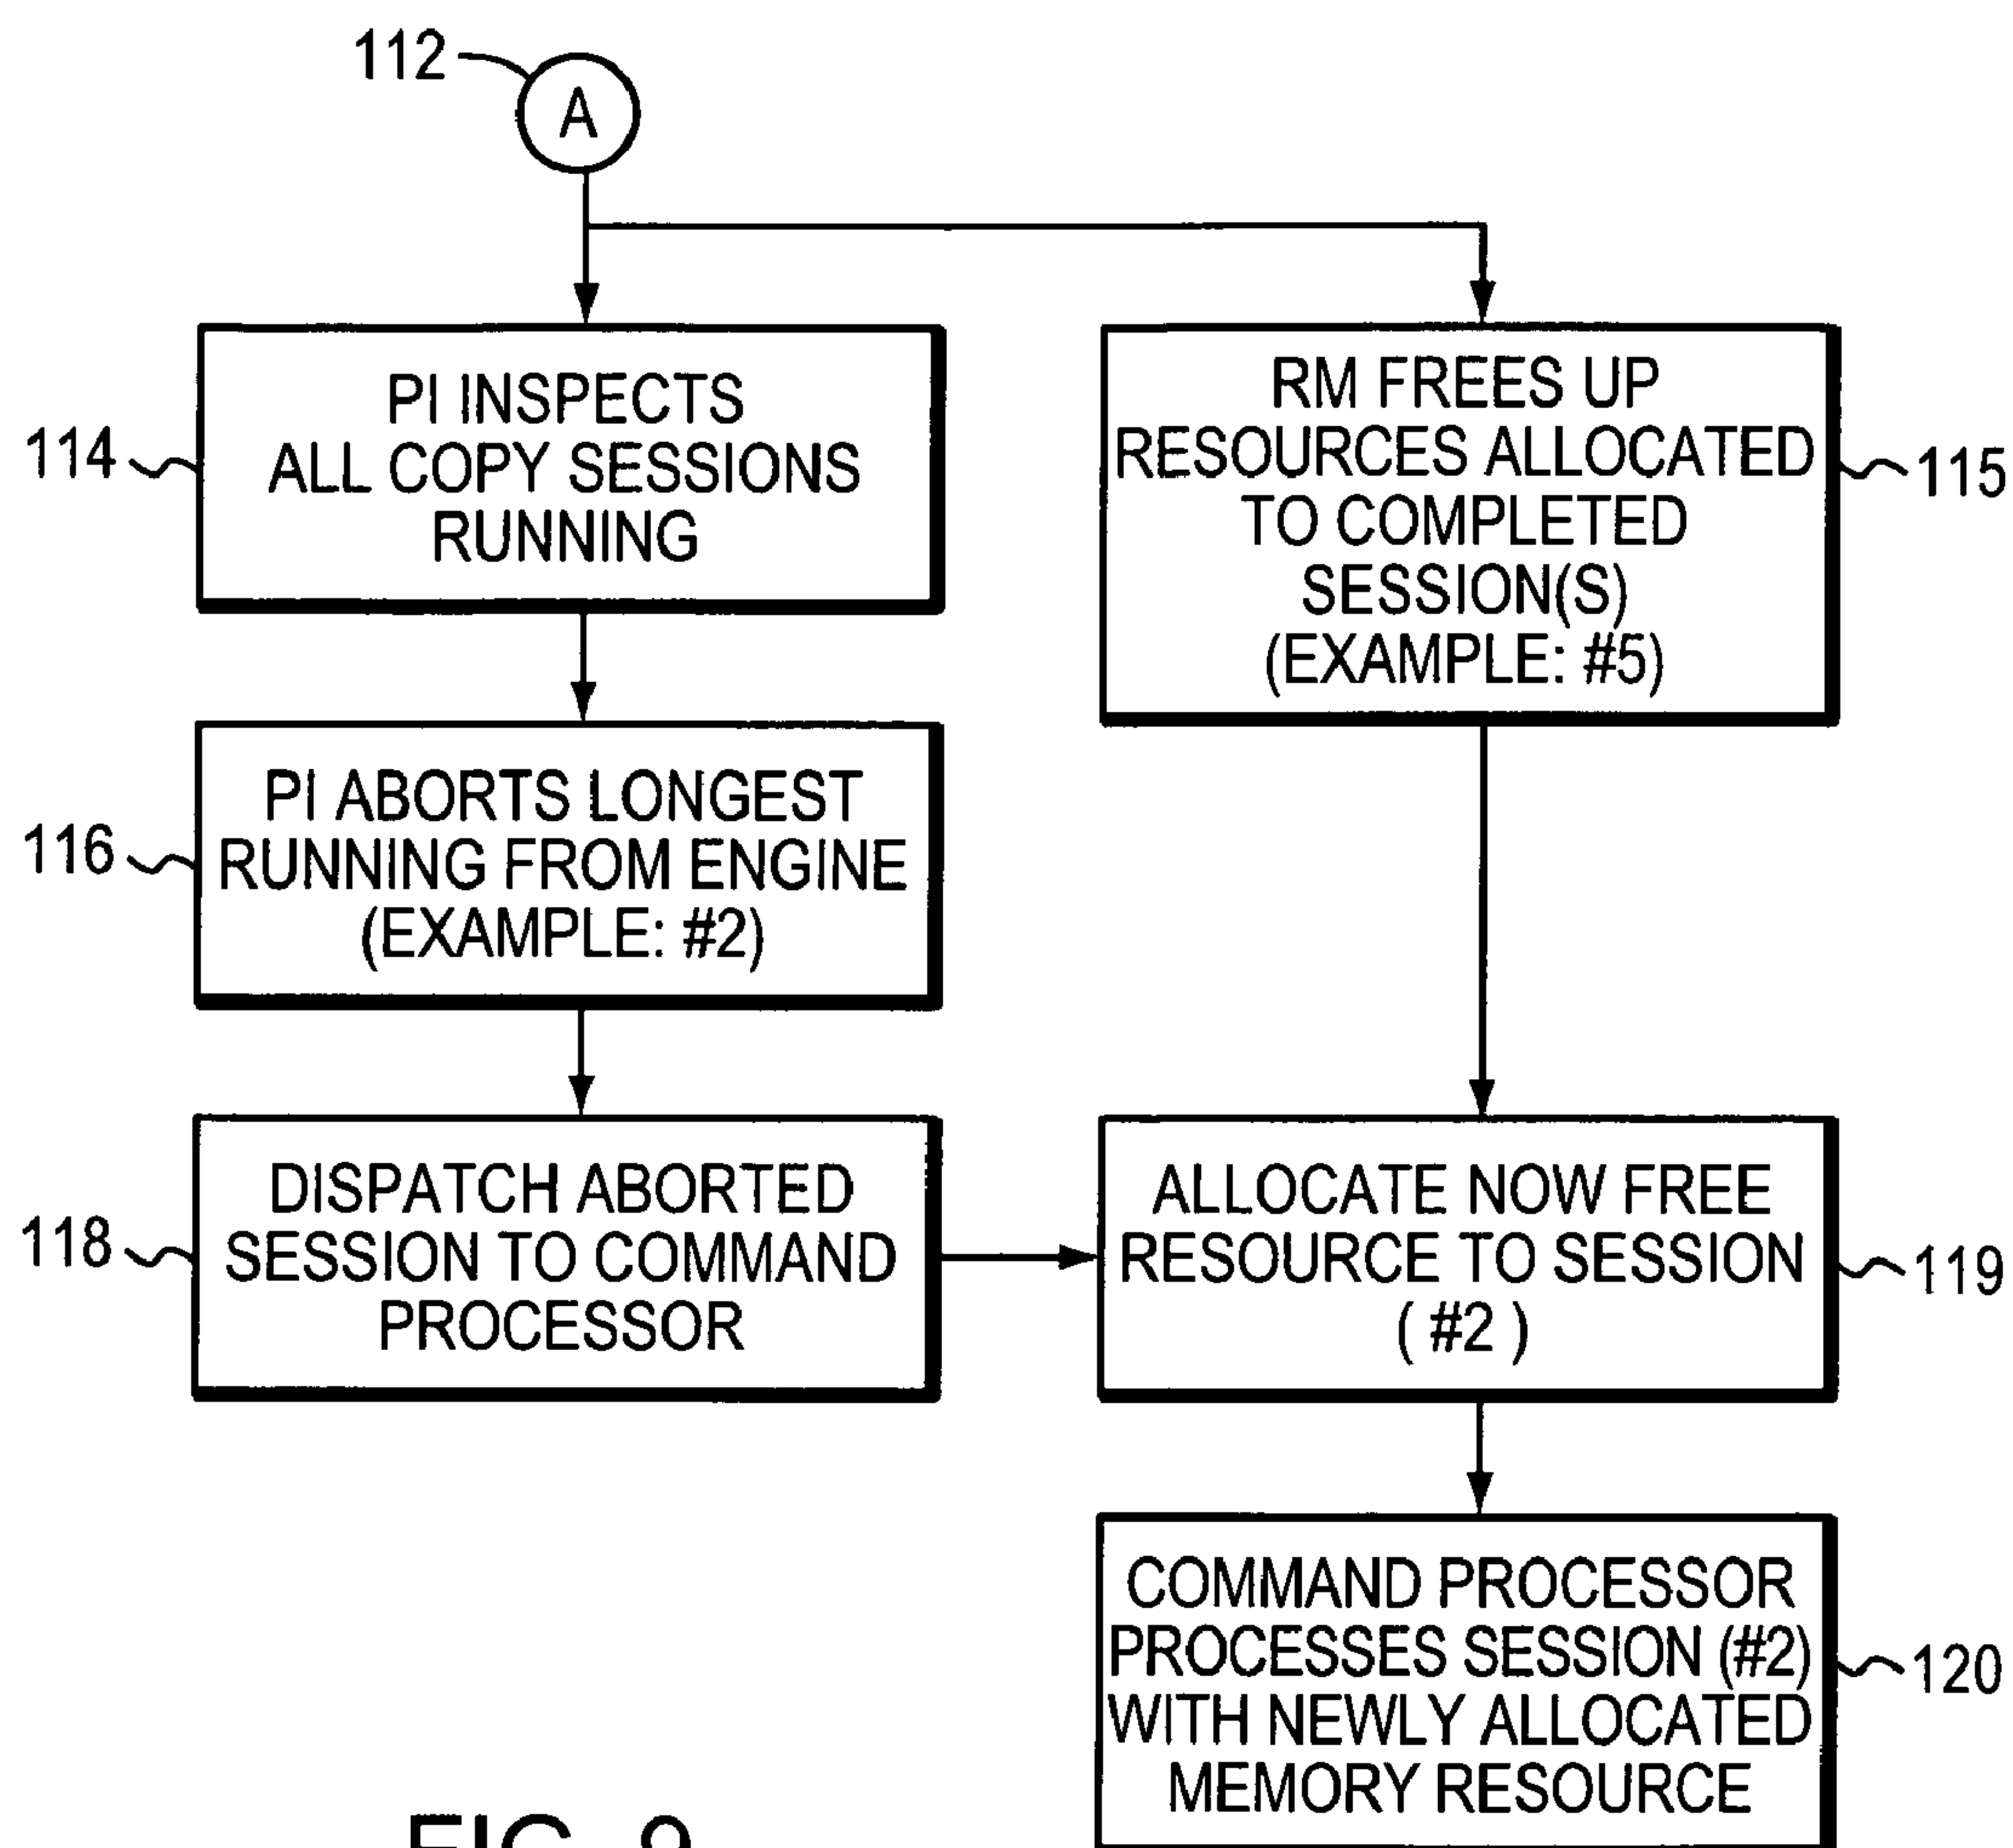 112
A
PI INSPECTS
ALL COPY SESSIONS
RUNNING
114
RM FREES UP
RESOURCES ALLOCATED
TO COMPLETED
SESSION(S)
(EXAMPLE: #5)
115
PI ABORTS LONGEST
RUNNING FROM ENGINE
(EXAMPLE: #2)
116
DISPATCH ABORTED
SESSION TO COMMAND
PROCESSOR
118
ALLOCATE NOW FREE
RESOURCE TO SESSION
( #2 )
119
COMMAND PROCESSOR
PROCESSES SESSION (#2)
WITH NEWLY ALLOCATED
MEMORY RESOURCE
120
FIG